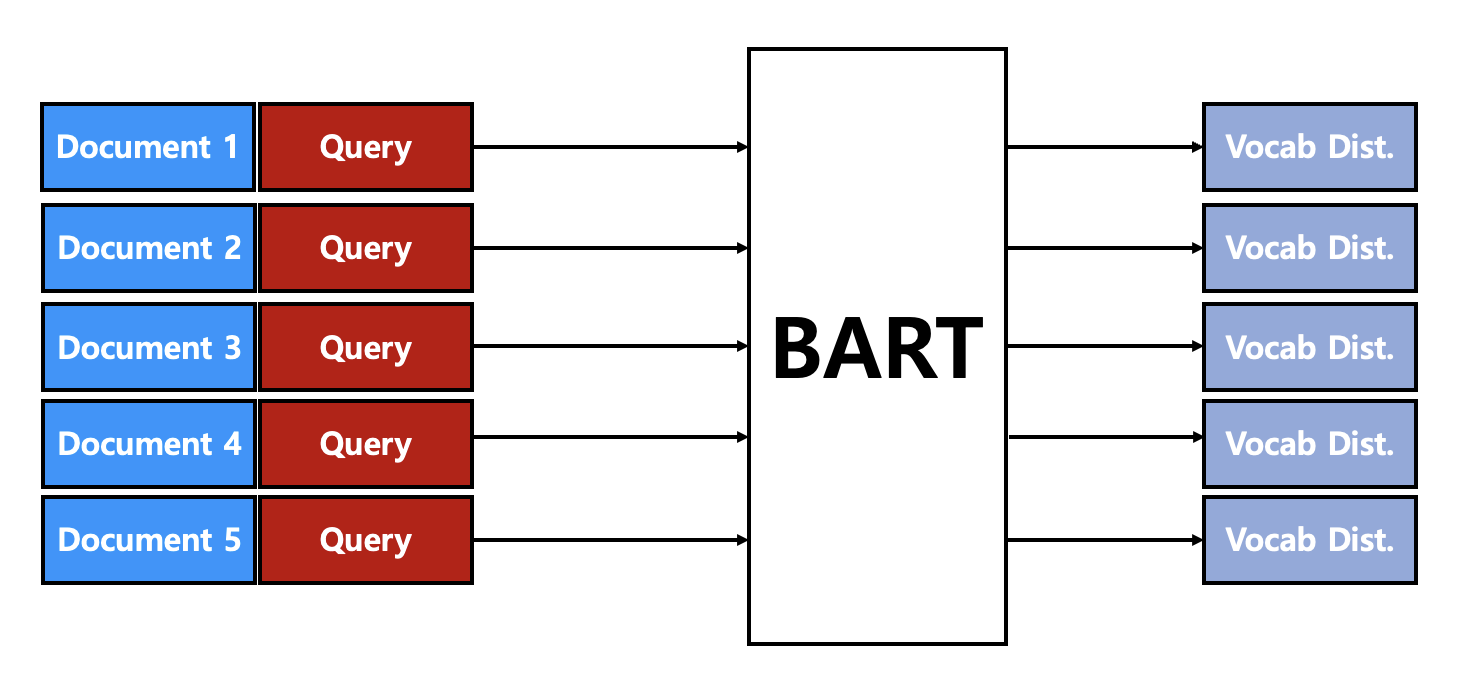 Document 1 Query Vocab Dist.
Document 2 Query Vocab Dist.
Document 3 Query BART Vocab Dist.
Document 4 Query Vocab Dist.
Document 5 Query Vocab Dist.